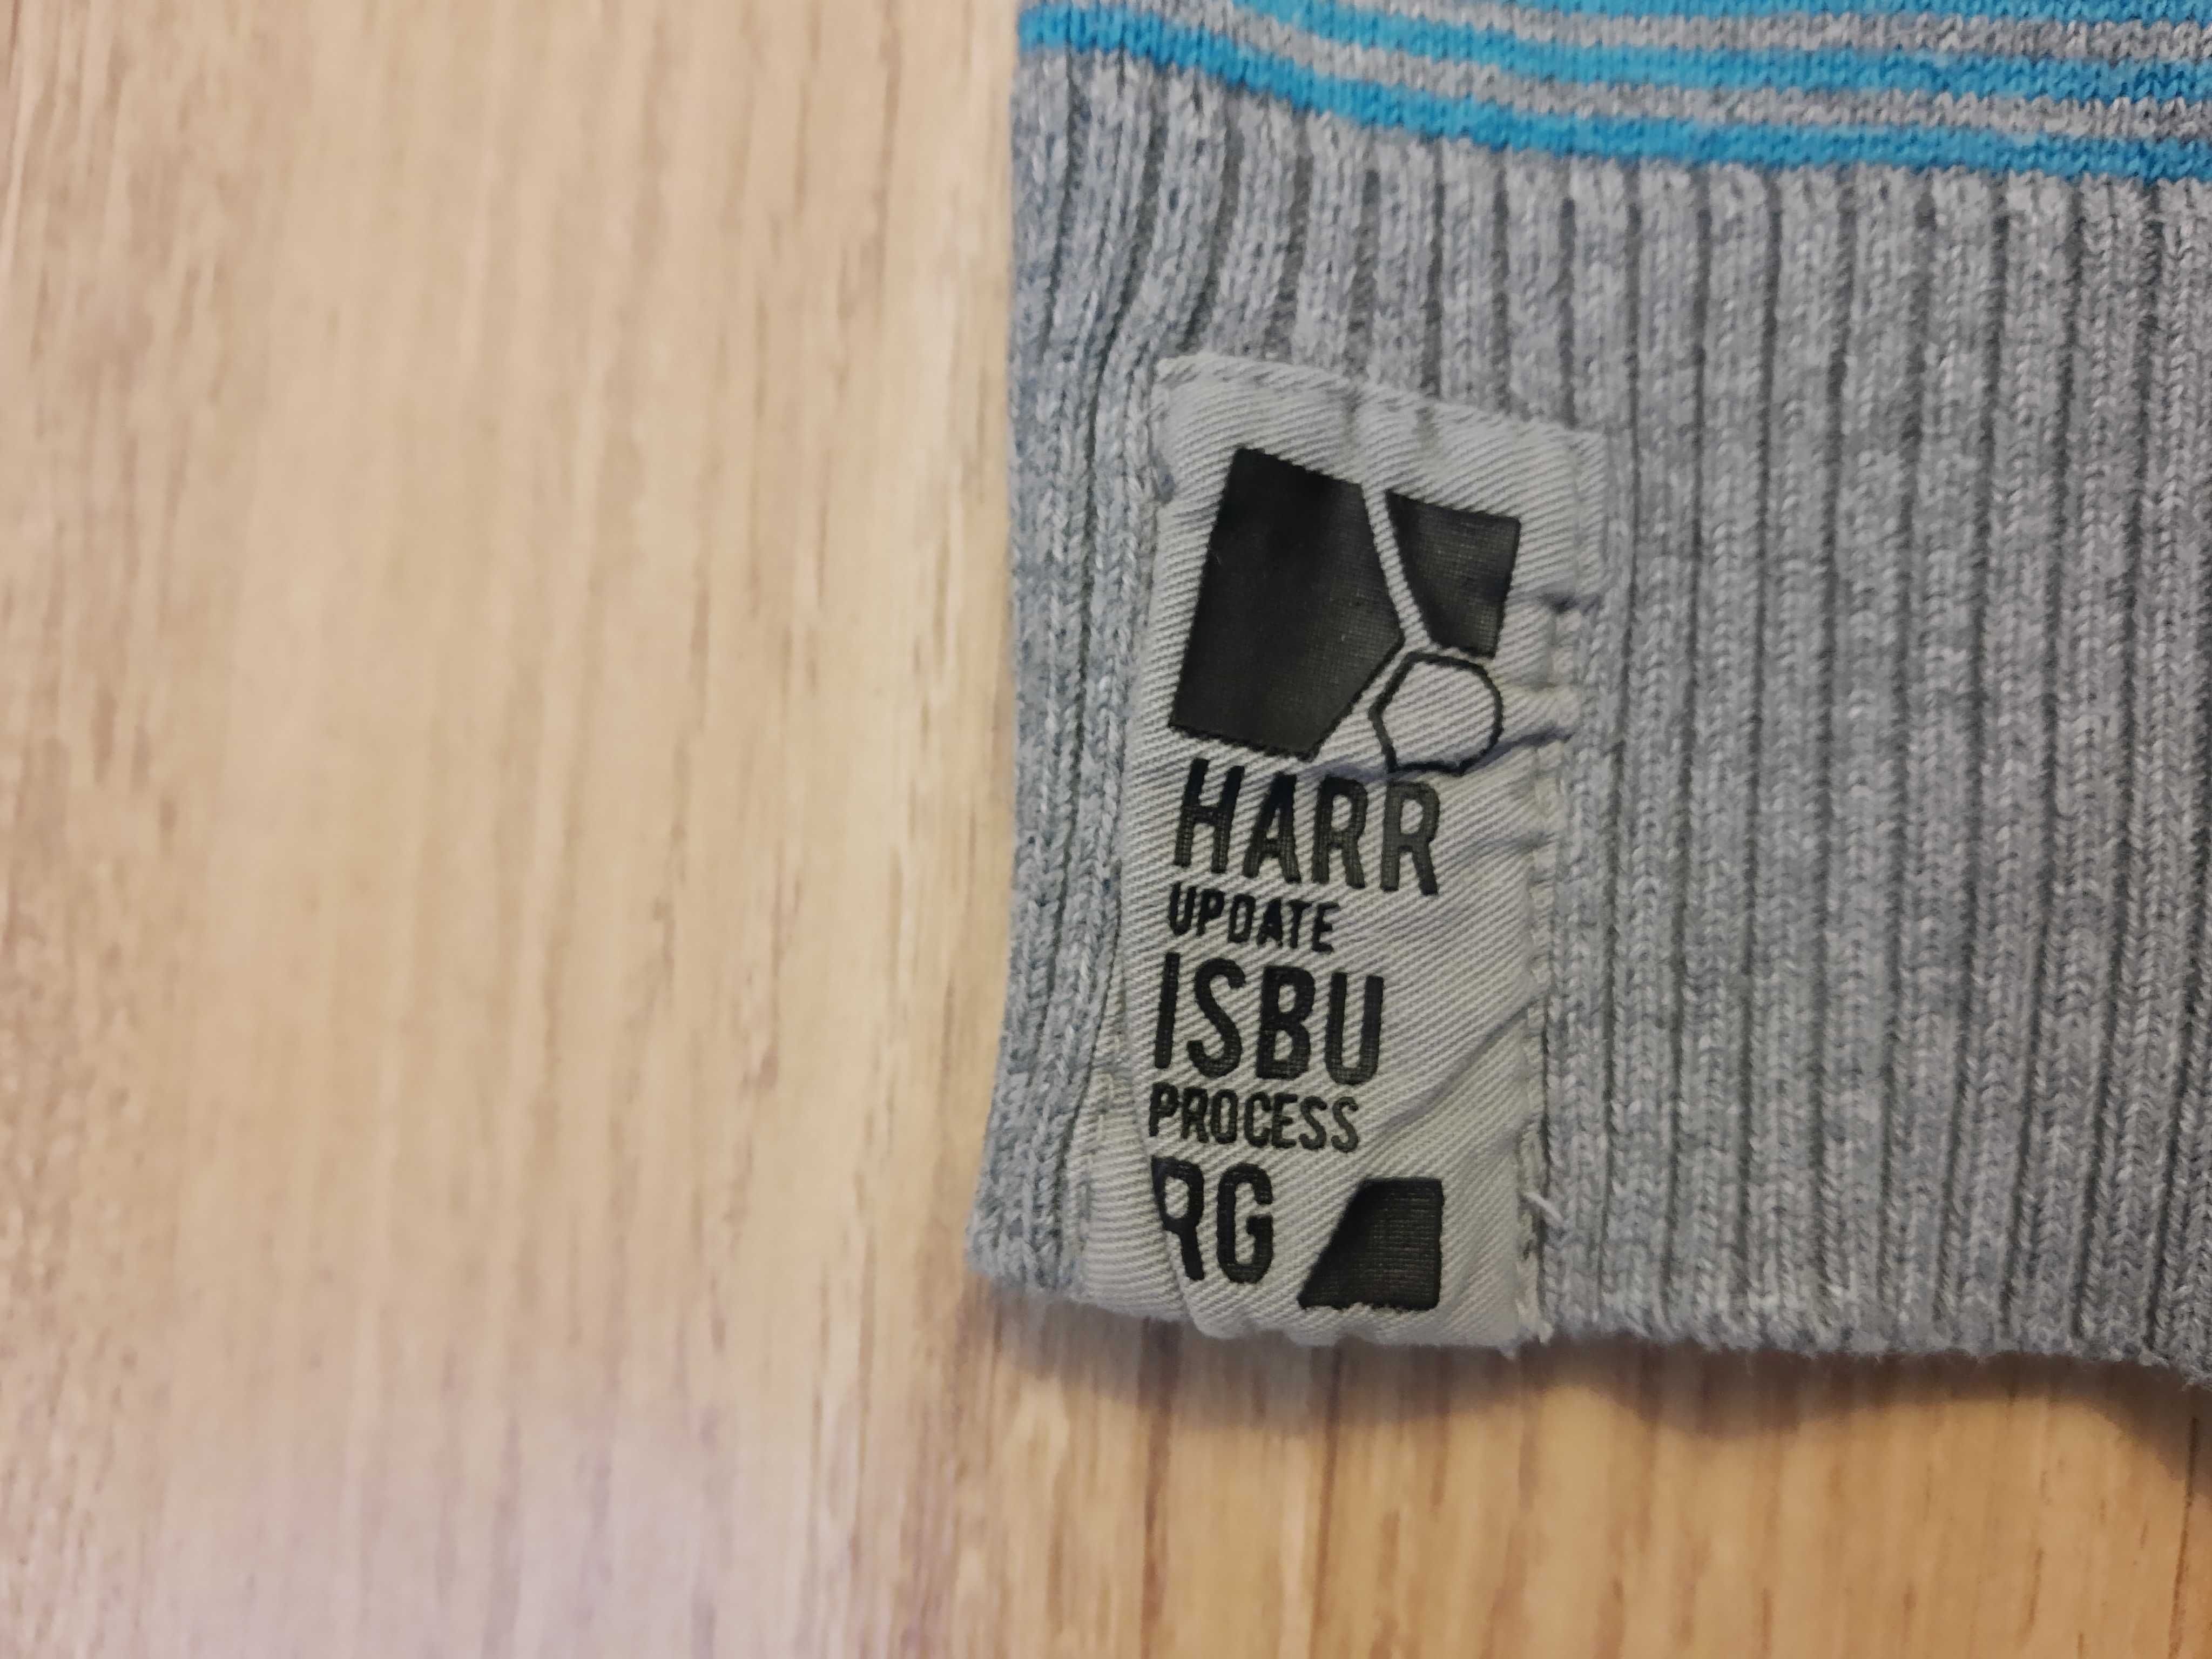 HARR
UPDATE
ISBU
PROCESS
RG